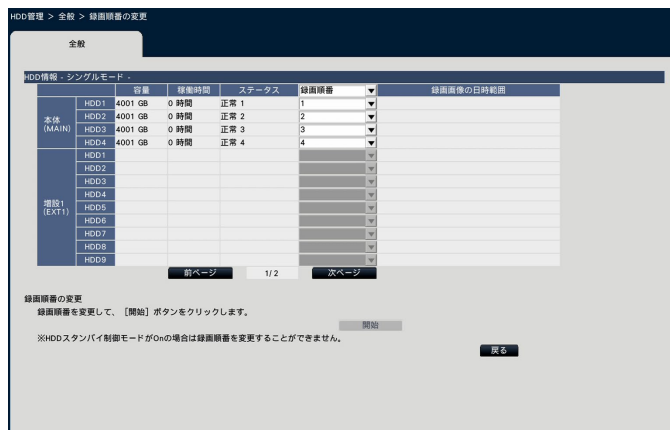 HDD管理 > 全般 > 録画順番の変更
全般
HDD情報 - シングルモード -
容量 稼働時間 ステータス 録画順番 録画画像の日時範囲
本体(MAIN) HDD1 4001 GB 0 時間 正常 1 1
HDD2 4001 GB 0 時間 正常 2 2
HDD3 4001 GB 0 時間 正常 3 3
HDD4 4001 GB 0 時間 正常 4 4
増設1(EXT1) HDD1
HDD2
HDD3
HDD4
HDD5
HDD6
HDD7
HDD8
HDD9
前ページ 1/ 2 次ページ
録画順番の変更
録画順番を変更して、［開始］ボタンをクリックします。
開始
※HDDスタンバイ制御モードがOnの場合は録画順番を変更することができません。
戻る